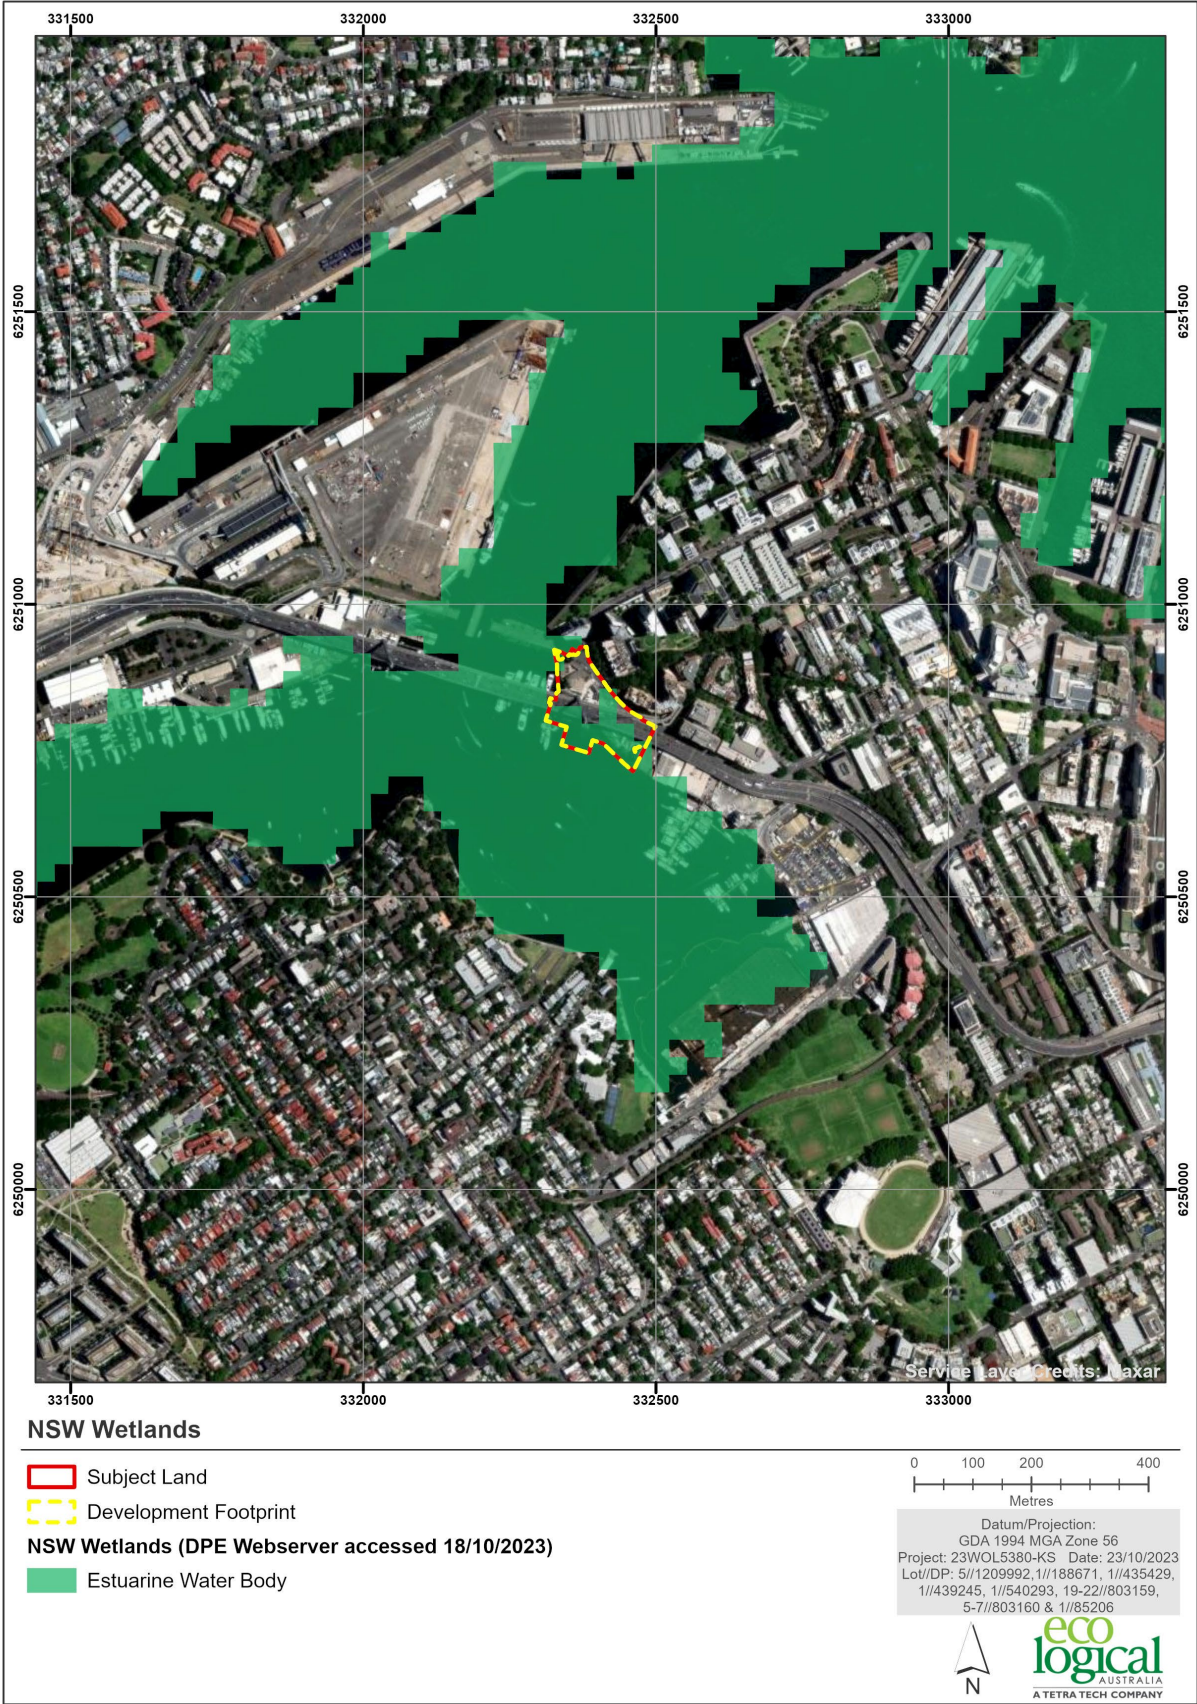 331500 332000 332500 333000
6251500 6251500
6251000 6251000
6250500 6250500
6250000 6250000
Service Layer Credits: Maxar
331500 332000 332500 333000
NSW Wetlands
Subject Land
Development Footprint
NSW Wetlands (DPE Webserver accessed 18/10/2023)
Estuarine Water Body
0 100 200 400
Metres
Datum/Projection:
GDA 1994 MGA Zone 56
Project: 23WOL5380-KS Date: 23/10/2023
Lot//DP: 5//1209992,1//188671, 1//435429,
1//439245, 1//540293, 19-22//803159,
5-7//803160 & 1//85206
N
eco
logical
AUSTRALIA
A TETRA TECH COMPANY